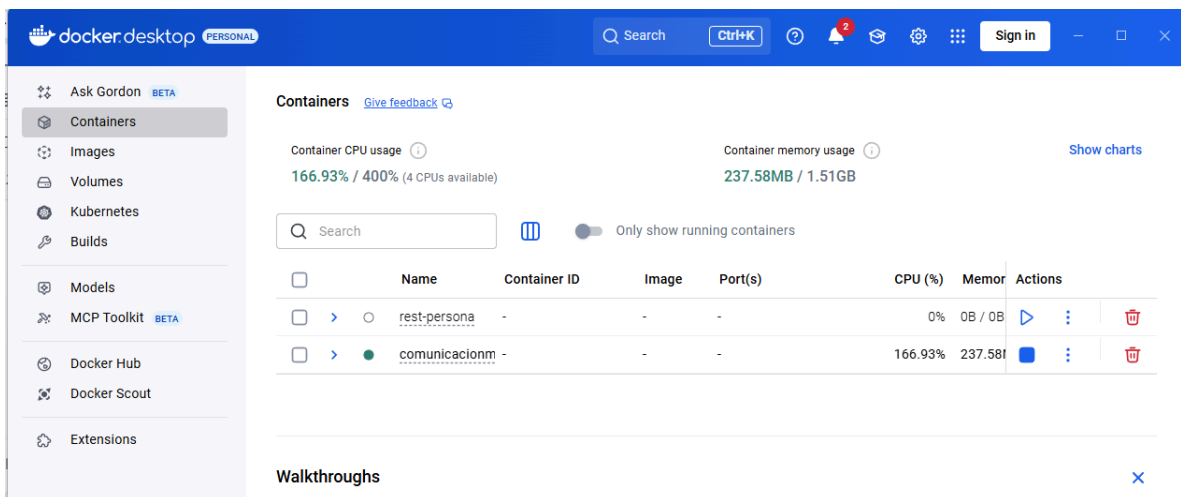 docker.desktop PERSONAL Search Ctrl+K ? 2 Sign in
Ask Gordon BETA
Containers
Images
Volumes
Kubernetes
Builds
Models
MCP Toolkit BETA
Docker Hub
Docker Scout
Extensions
Containers Give feedback
Container CPU usage i Container memory usage i Show charts
166.93% / 400% (4 CPUs available) 237.58MB / 1.51GB
Search Only show running containers
Name Container ID Image Port(s) CPU (%) Memor Actions
rest-persona - - - 0% 0B / 0B
comunicacionm - - - 166.93% 237.58
Walkthroughs